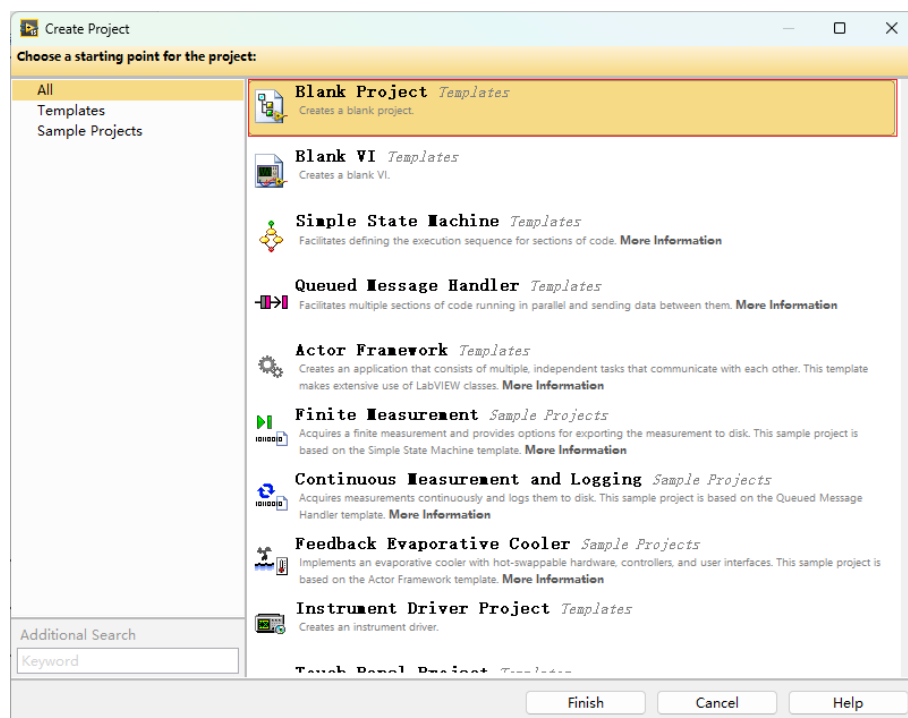 Create Project
Choose a starting point for the project:
All
Templates
Sample Projects
Blank Project Templates
Creates a blank project.
Blank VI Templates
Creates a blank VI.
Simple State Machine Templates
Facilitates defining the execution sequence for sections of code. More Information
Queued Message Handler Templates
Facilitates multiple sections of code running in parallel and sending data between them. More Information
Actor Framework Templates
Creates an application that consists of multiple, independent tasks that communicate with each other. This template
makes extensive use of LabVIEW classes. More Information
Finite Measurement Sample Projects
Acquires a finite measurement and provides options for exporting the measurement to disk. This sample project is
based on the Simple State Machine template. More Information
Continuous Measurement and Logging Sample Projects
Acquires measurements continuously and logs them to disk. This sample project is based on the Queued Message
Handler template. More Information
Feedback Evaporative Cooler Sample Projects
Implements an evaporative cooler with hot-swappable hardware, controllers, and user interfaces. This sample project is
based on the Actor Framework template. More Information
Instrument Driver Project Templates
Creates an instrument driver.
Touch Panel Project Templates
Additional Search
Keyword
Finish
Cancel
Help